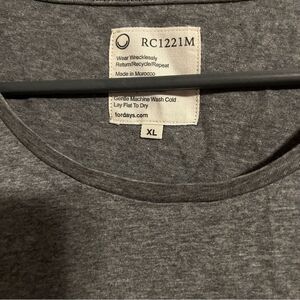 RC1221M
Wear Wrecklessly
Return/Recycle/Repeat
Made in Morocco
Gentle Machine Wash Cold
Lay Flat To Dry
fordays.com
XL